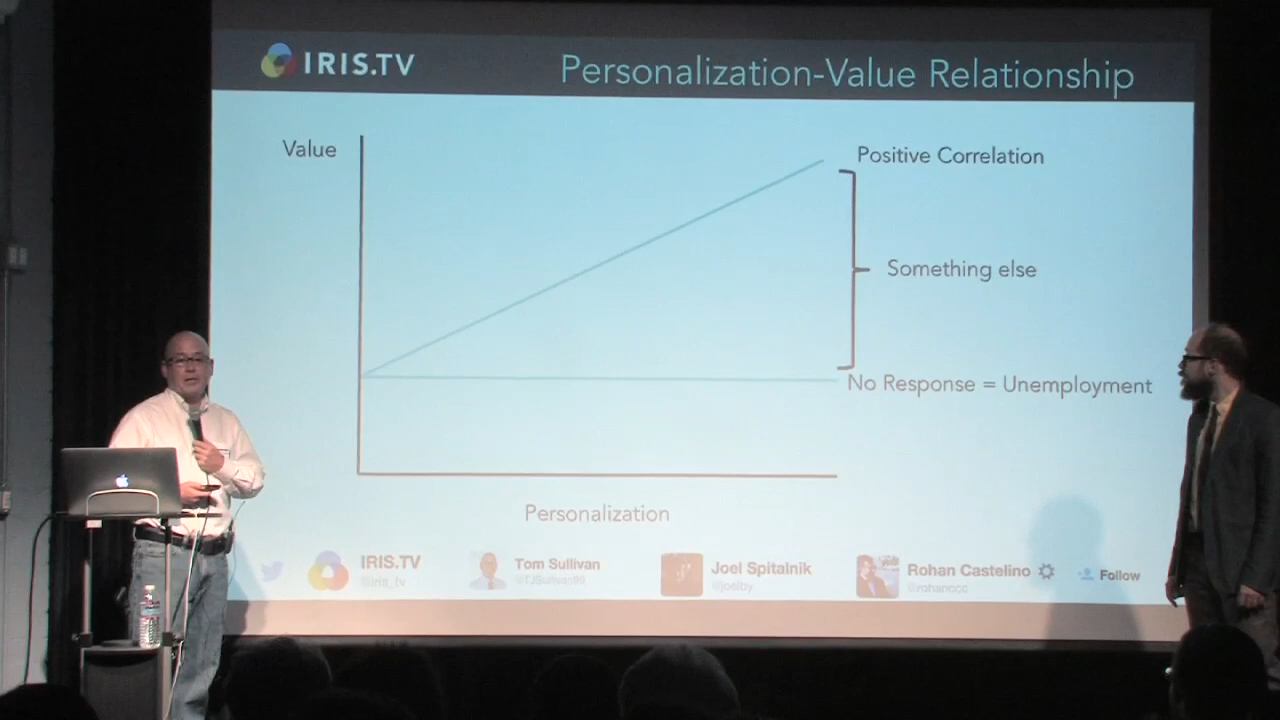 IRIS.TV
Personalization-Value Relationship
Value
Positive Correlation
Something else
No Response = Unemployment
Personalization
IRIS.TV
@iris_tv
Tom Sullivan
@TJSullivan99
Joel Spitalnik
@joelby
Rohan Castelino
@rohanccc
Follow